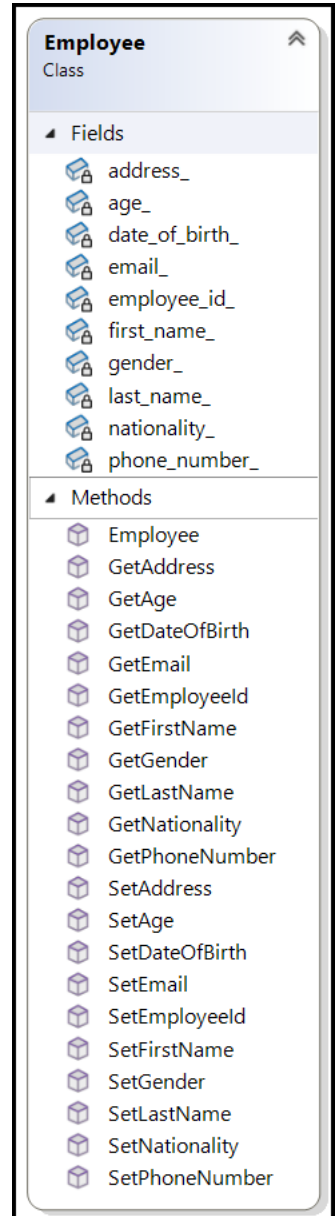 Employee
Class
Fields
address_
age_
date_of_birth_
email_
employee_id_
first_name_
gender_
last_name_
nationality_
phone_number_
Methods
Employee
GetAddress
GetAge
GetDateOfBirth
GetEmail
GetEmployeeId
GetFirstName
GetGender
GetLastName
GetNationality
GetPhoneNumber
SetAddress
SetAge
SetDateOfBirth
SetEmail
SetEmployeeId
SetFirstName
SetGender
SetLastName
SetNationality
SetPhoneNumber